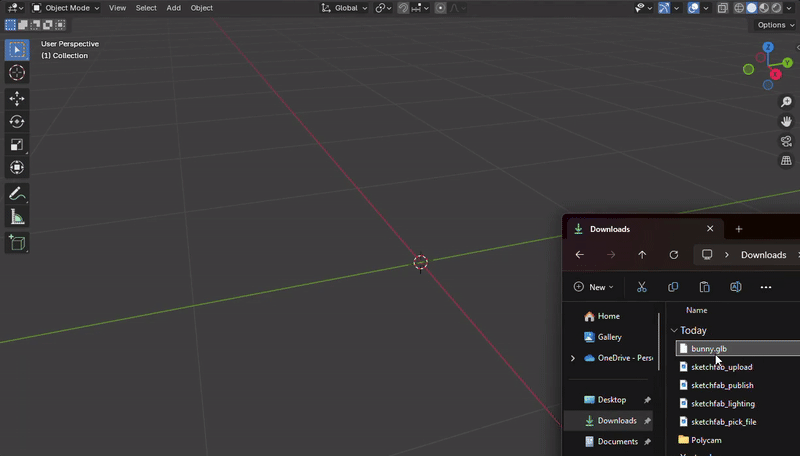 Object Mode View Select Add Object Global
Options
User Perspective
(1) Collection
Z
Y
X
Downloads
Downloads
New
Name
Home
Today
Gallery
bunny.glb
OneDrive - Perso
sketchfab_upload
sketchfab_publish
Desktop
sketchfab_lighting
Downloads
sketchfab_pick_file
Documents
Polycam